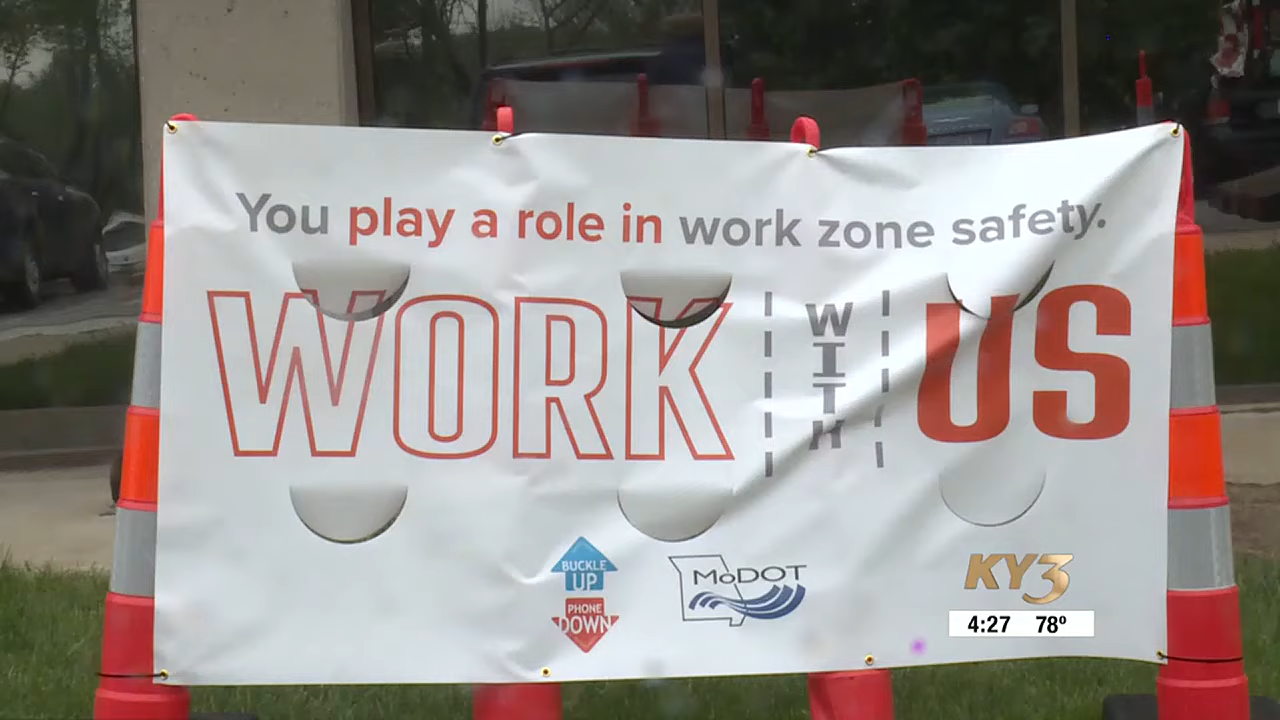 You play a role in work zone safety.
WORK WITH US
BUCKLE
UP
PHONE
DOWN
MoDOT
KY3
4:27 78º